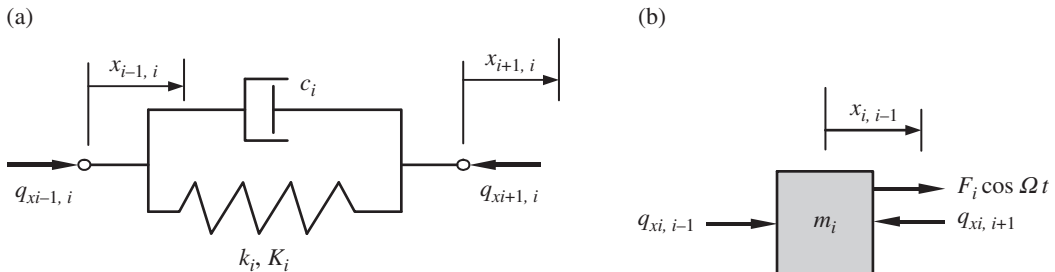 (a)
x_{i−1, i}
x_{i+1, i}
c_i
q_{xi−1, i}
q_{xi+1, i}
k_i, K_i
(b)
x_{i, i−1}
F_i cos Ω t
q_{xi, i−1}
m_i
q_{xi, i+1}